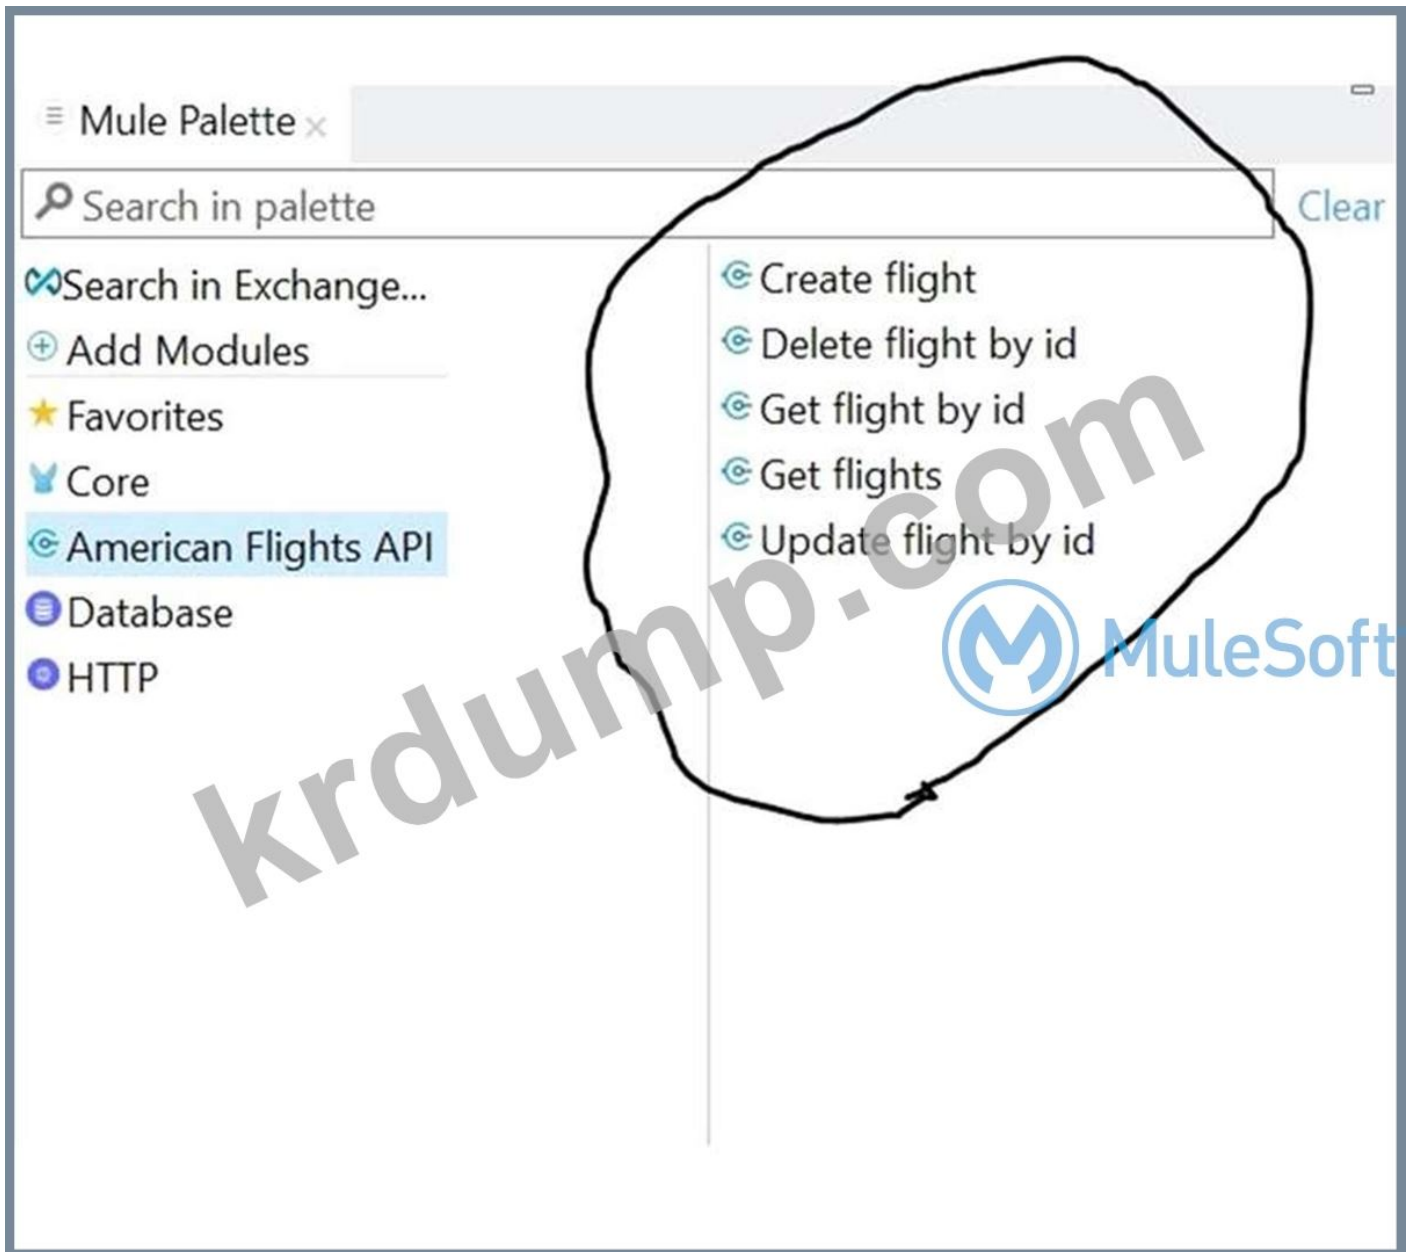 Mule Palette
Search in palette
Clear
Search in Exchange...
Add Modules
Favorites
Core
American Flights API
Database
HTTP
Create flight
Delete flight by id
Get flight by id
Get flights
Update flight by id
MuleSoft
krdump.com